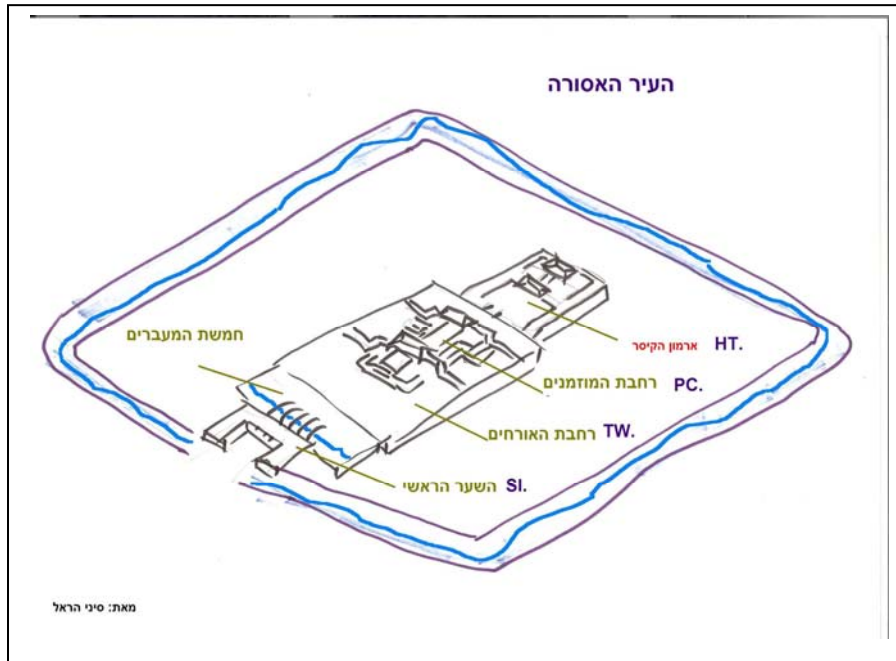 העיר האסורה
חמשת המעברים
ארמון הקיסר HT.
רחבת המוזמנים PC.
רחבת האורחים TW.
השער הראשי SI.
מאת: סיני הראל